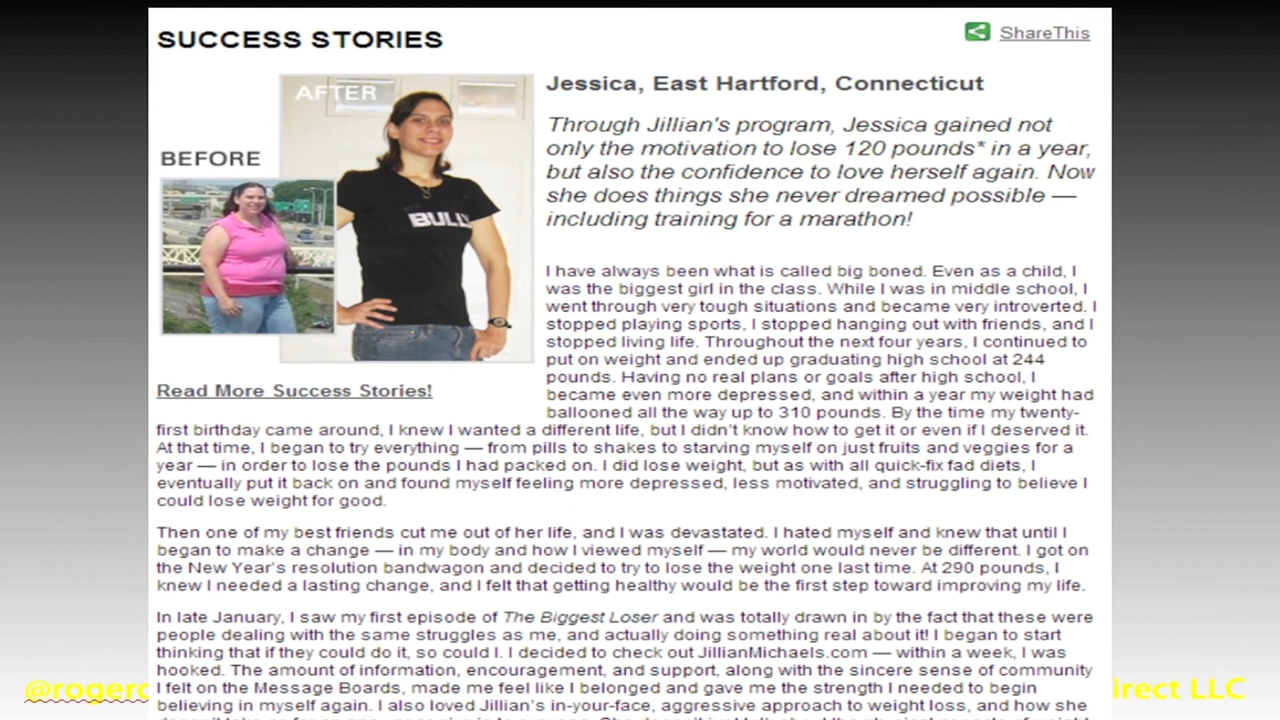 SUCCESS STORIES
ShareThis
AFTER
BEFORE
BULLY
Read More Success Stories!
Jessica, East Hartford, Connecticut
Through Jillian's program, Jessica gained not
only the motivation to lose 120 pounds* in a year,
but also the confidence to love herself again. Now
she does things she never dreamed possible —
including training for a marathon!
I have always been what is called big boned. Even as a child, I
was the biggest girl in the class. While I was in middle school, I
went through very tough situations and became very introverted. I
stopped playing sports, I stopped hanging out with friends, and I
stopped living life. Throughout the next four years, I continued to
put on weight and ended up graduating high school at 244
pounds. Having no real plans or goals after high school, I
became even more depressed, and within a year my weight had
ballooned all the way up to 310 pounds. By the time my twenty-
first birthday came around, I knew I wanted a different life, but I didn't know how to get it or even if I deserved it.
At that time, I began to try everything — from pills to shakes to starving myself on just fruits and veggies for a
year — in order to lose the pounds I had packed on. I did lose weight, but as with all quick-fix fad diets, I
eventually put it back on and found myself feeling more depressed, less motivated, and struggling to believe I
could lose weight for good.
Then one of my best friends cut me out of her life, and I was devastated. I hated myself and knew that until I
began to make a change — in my body and how I viewed myself — my world would never be different. I got on
the New Year's resolution bandwagon and decided to try to lose the weight one last time. At 290 pounds, I
knew I needed a lasting change, and I felt that getting healthy would be the first step toward improving my life.
In late January, I saw my first episode of The Biggest Loser and was totally drawn in by the fact that these were
people dealing with the same struggles as me, and actually doing something real about it! I began to start
thinking that if they could do it, so could I. I decided to check out JillianMichaels.com — within a week, I was
hooked. The amount of information, encouragement, and support, along with the sincere sense of community
I felt on the Message Boards, made me feel like I belonged and gave me the strength I needed to begin
believing in myself again. I also loved Jillian's in-your-face, aggressive approach to weight loss, and how she
@rogerc
irect LLC